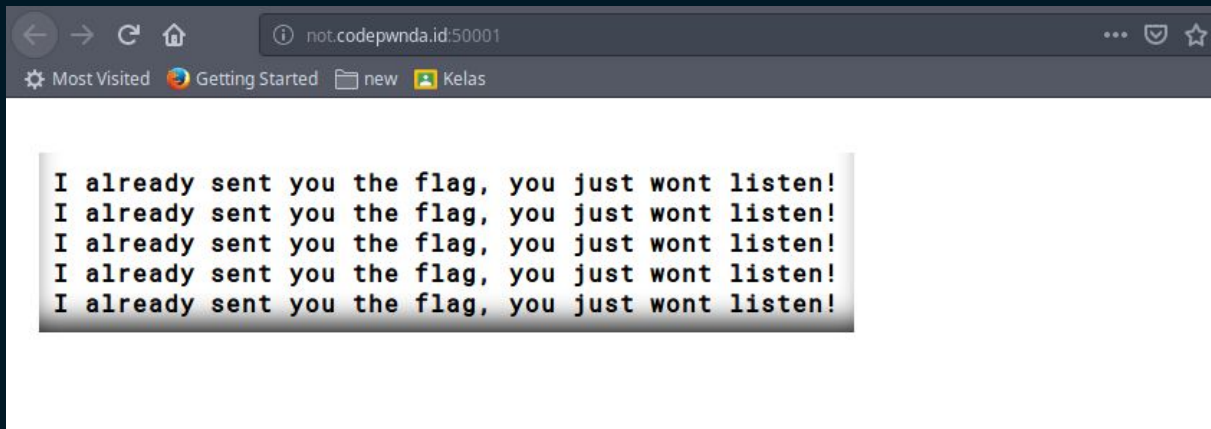 not.codepwnda.id:50001
Most Visited Getting Started new Kelas
I already sent you the flag, you just wont listen!
I already sent you the flag, you just wont listen!
I already sent you the flag, you just wont listen!
I already sent you the flag, you just wont listen!
I already sent you the flag, you just wont listen!